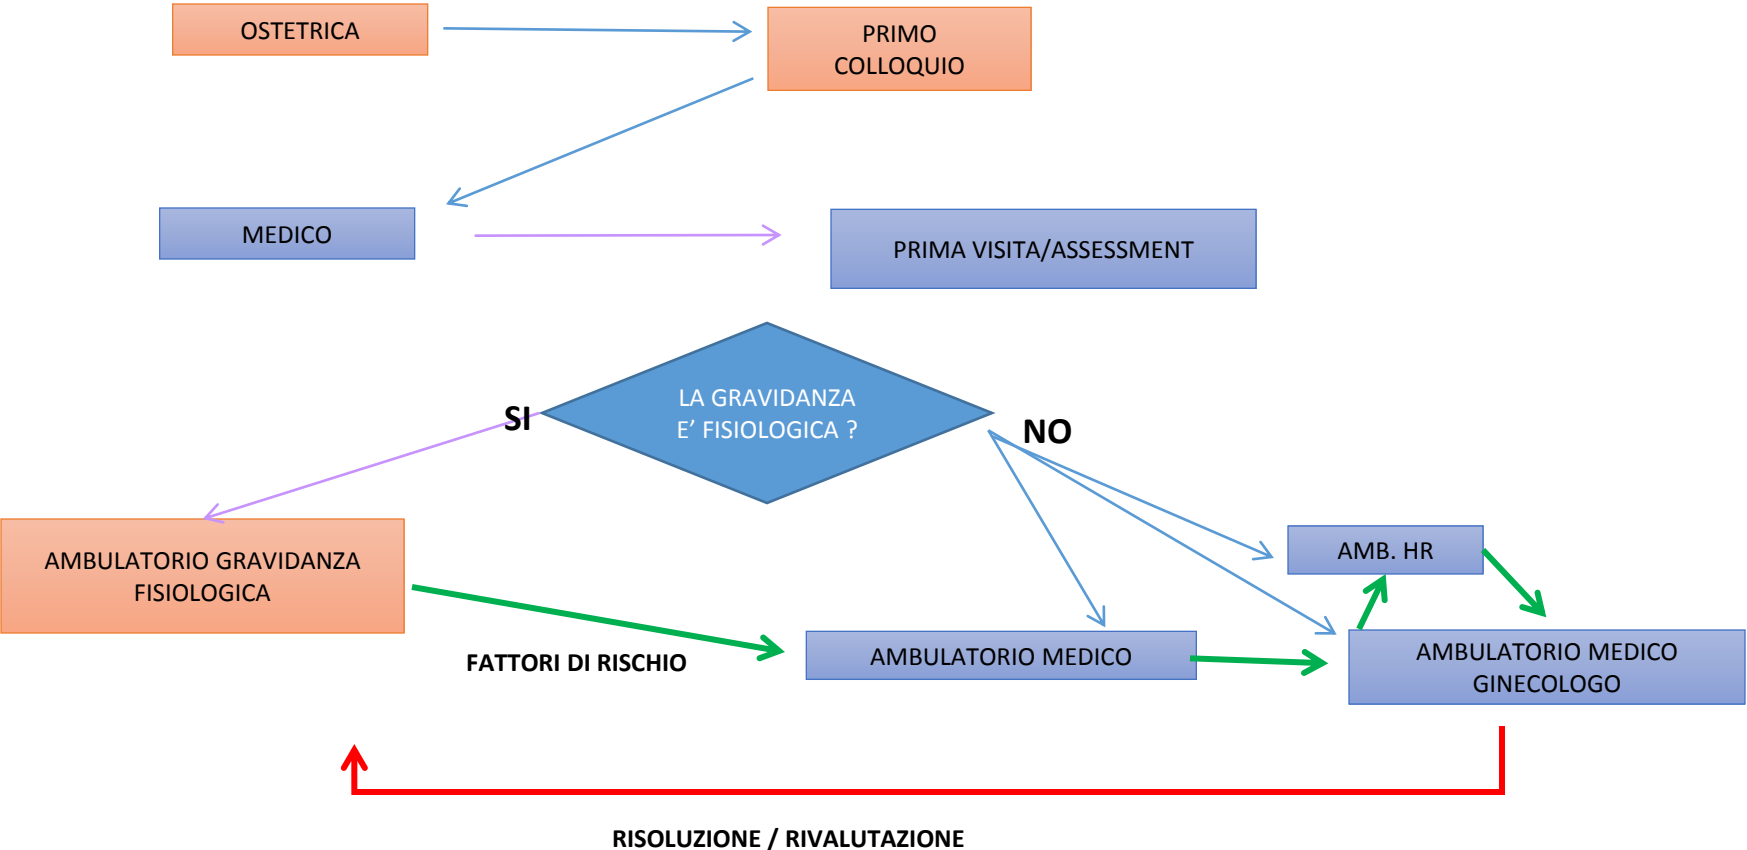 OSTETRICA
PRIMO
COLLOQUIO
MEDICO
PRIMA VISITA/ASSESSMENT
LA GRAVIDANZA
E’ FISIOLOGICA ?
SI
NO
AMBULATORIO GRAVIDANZA
FISIOLOGICA
AMB. HR
FATTORI DI RISCHIO
AMBULATORIO MEDICO
AMBULATORIO MEDICO
GINECOLOGO
RISOLUZIONE / RIVALUTAZIONE